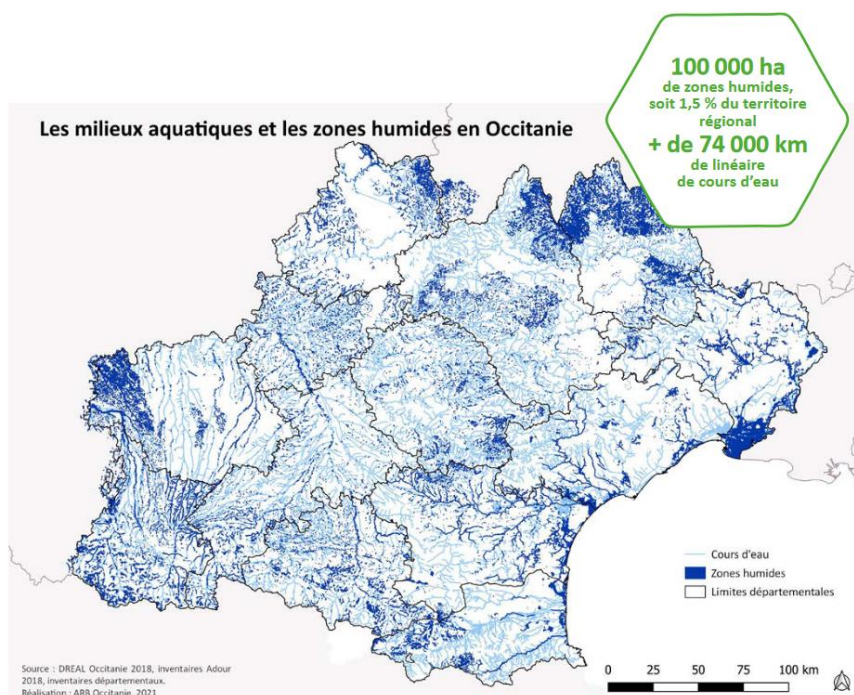 100 000 ha
de zones humides,
soit 1,5 % du territoire
régional
+ de 74 000 km
de linéaire
de cours d'eau
Les milieux aquatiques et les zones humides en Occitanie
Cours d'eau
Zones humides
Limites départementales
Source : DREAL Occitanie 2018, inventaires Adour
2018, inventaires départementaux.
Réalisation : ARB Occitanie, 2021
0 25 50 75 100 km